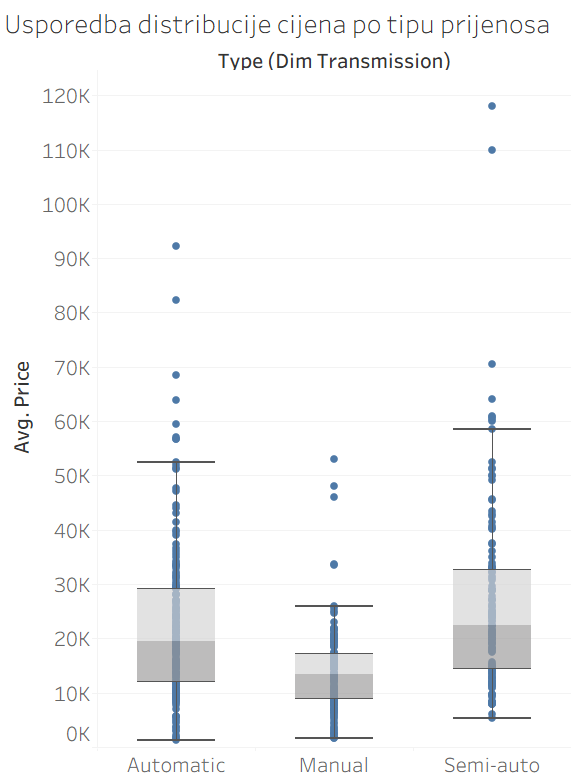 Usporedba distribucije cijena po tipu prijenosa
Type (Dim Transmission)
120K
110K
100K
90K
80K
70K
60K
50K
40K
30K
20K
10K
0K
Avg. Price
Automatic
Manual
Semi-auto